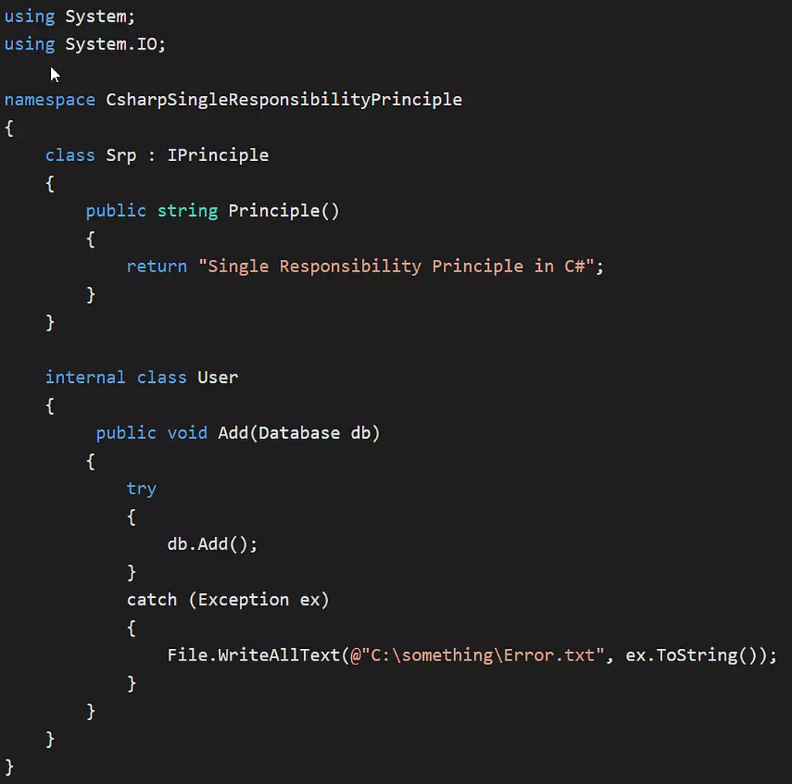 using System;
using System.IO;
namespace CsharpSingleResponsibilityPrinciple
{
    class Srp : IPrinciple
    {
        public string Principle()
        {
            return "Single Responsibility Principle in C#";
        }
    }
    internal class User
    {
         public void Add(Database db)
        {
            try
            {
                db.Add();
            }
            catch (Exception ex)
            {
                File.WriteAllText(@"C:\something\Error.txt", ex.ToString());
            }
        }
    }
}